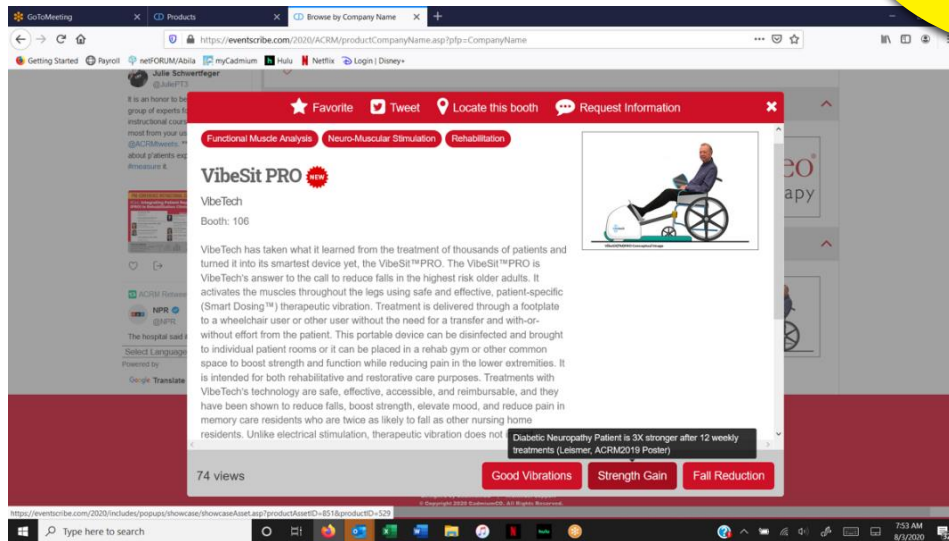 GoToMeeting
Products
Browse by Company Name
https://eventscribe.com/2020/ACRM/productCompanyName.asp?pfp=CompanyName
Getting Started Payroll netFORUM/Abila myCadmium Hulu Netflix Login | Disney+
Julie Schwertfeger
@JuliePT3
It is an honor to be
group of experts to
instructional cours
most from your us
@ACRMtweets. **
about p'atients exp
#measure it.
Favorite Tweet Locate this booth Request Information
Functional Muscle Analysis Neuro-Muscular Stimulation Rehabilitation
VibeSit PRO NEW
VibeTech
Booth: 106
VibeTech has taken what it learned from the treatment of thousands of patients and
turned it into its smartest device yet, the VibeSit™PRO. The VibeSit™PRO is
VibeTech's answer to the call to reduce falls in the highest risk older adults. It
activates the muscles throughout the legs using safe and effective, patient-specific
(Smart Dosing™) therapeutic vibration. Treatment is delivered through a footplate
to a wheelchair user or other user without the need for a transfer and with-or-
without effort from the patient. This portable device can be disinfected and brought
to individual patient rooms or it can be placed in a rehab gym or other common
space to boost strength and function while reducing pain in the lower extremities. It
is intended for both rehabilitative and restorative care purposes. Treatments with
VibeTech's technology are safe, effective, accessible, and reimbursable, and they
have been shown to reduce falls, boost strength, elevate mood, and reduce pain in
memory care residents who are twice as likely to fall as other nursing home
residents. Unlike electrical stimulation, therapeutic vibration does not
Diabetic Neuropathy Patient is 3X stronger after 12 weekly
treatments (Leismer, ACRM2019 Poster)
eo
apy
ACRM Retwee
NPR
@NPR
The hospital said i
Select Language
Powered by
Google Translate
74 views
Good Vibrations Strength Gain Fall Reduction
© Copyright 2020 CadmiumCD. All Rights Reserved.
https://eventscribe.com/2020/includes/popups/showcase/showcaseAsset.asp?productAssetID=851&productID=529
Type here to search
7:53 AM
8/3/2020